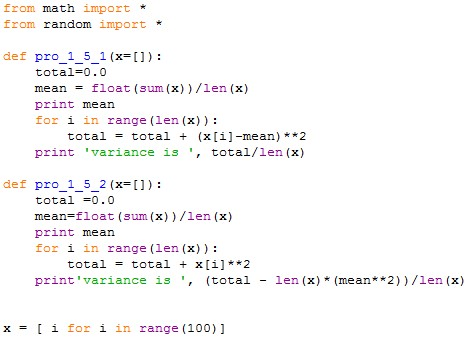 from math import *
from random import *
def pro_1_5_1(x=[]):
    total=0.0
    mean = float(sum(x))/len(x)
    print mean
    for i in range(len(x)):
        total = total + (x[i]-mean)**2
    print 'variance is ', total/len(x)
def pro_1_5_2(x=[]):
    total =0.0
    mean=float(sum(x))/len(x)
    print mean
    for i in range(len(x)):
        total = total + x[i]**2
    print'variance is ', (total - len(x)*(mean**2))/len(x)
x = [ i for i in range(100)]